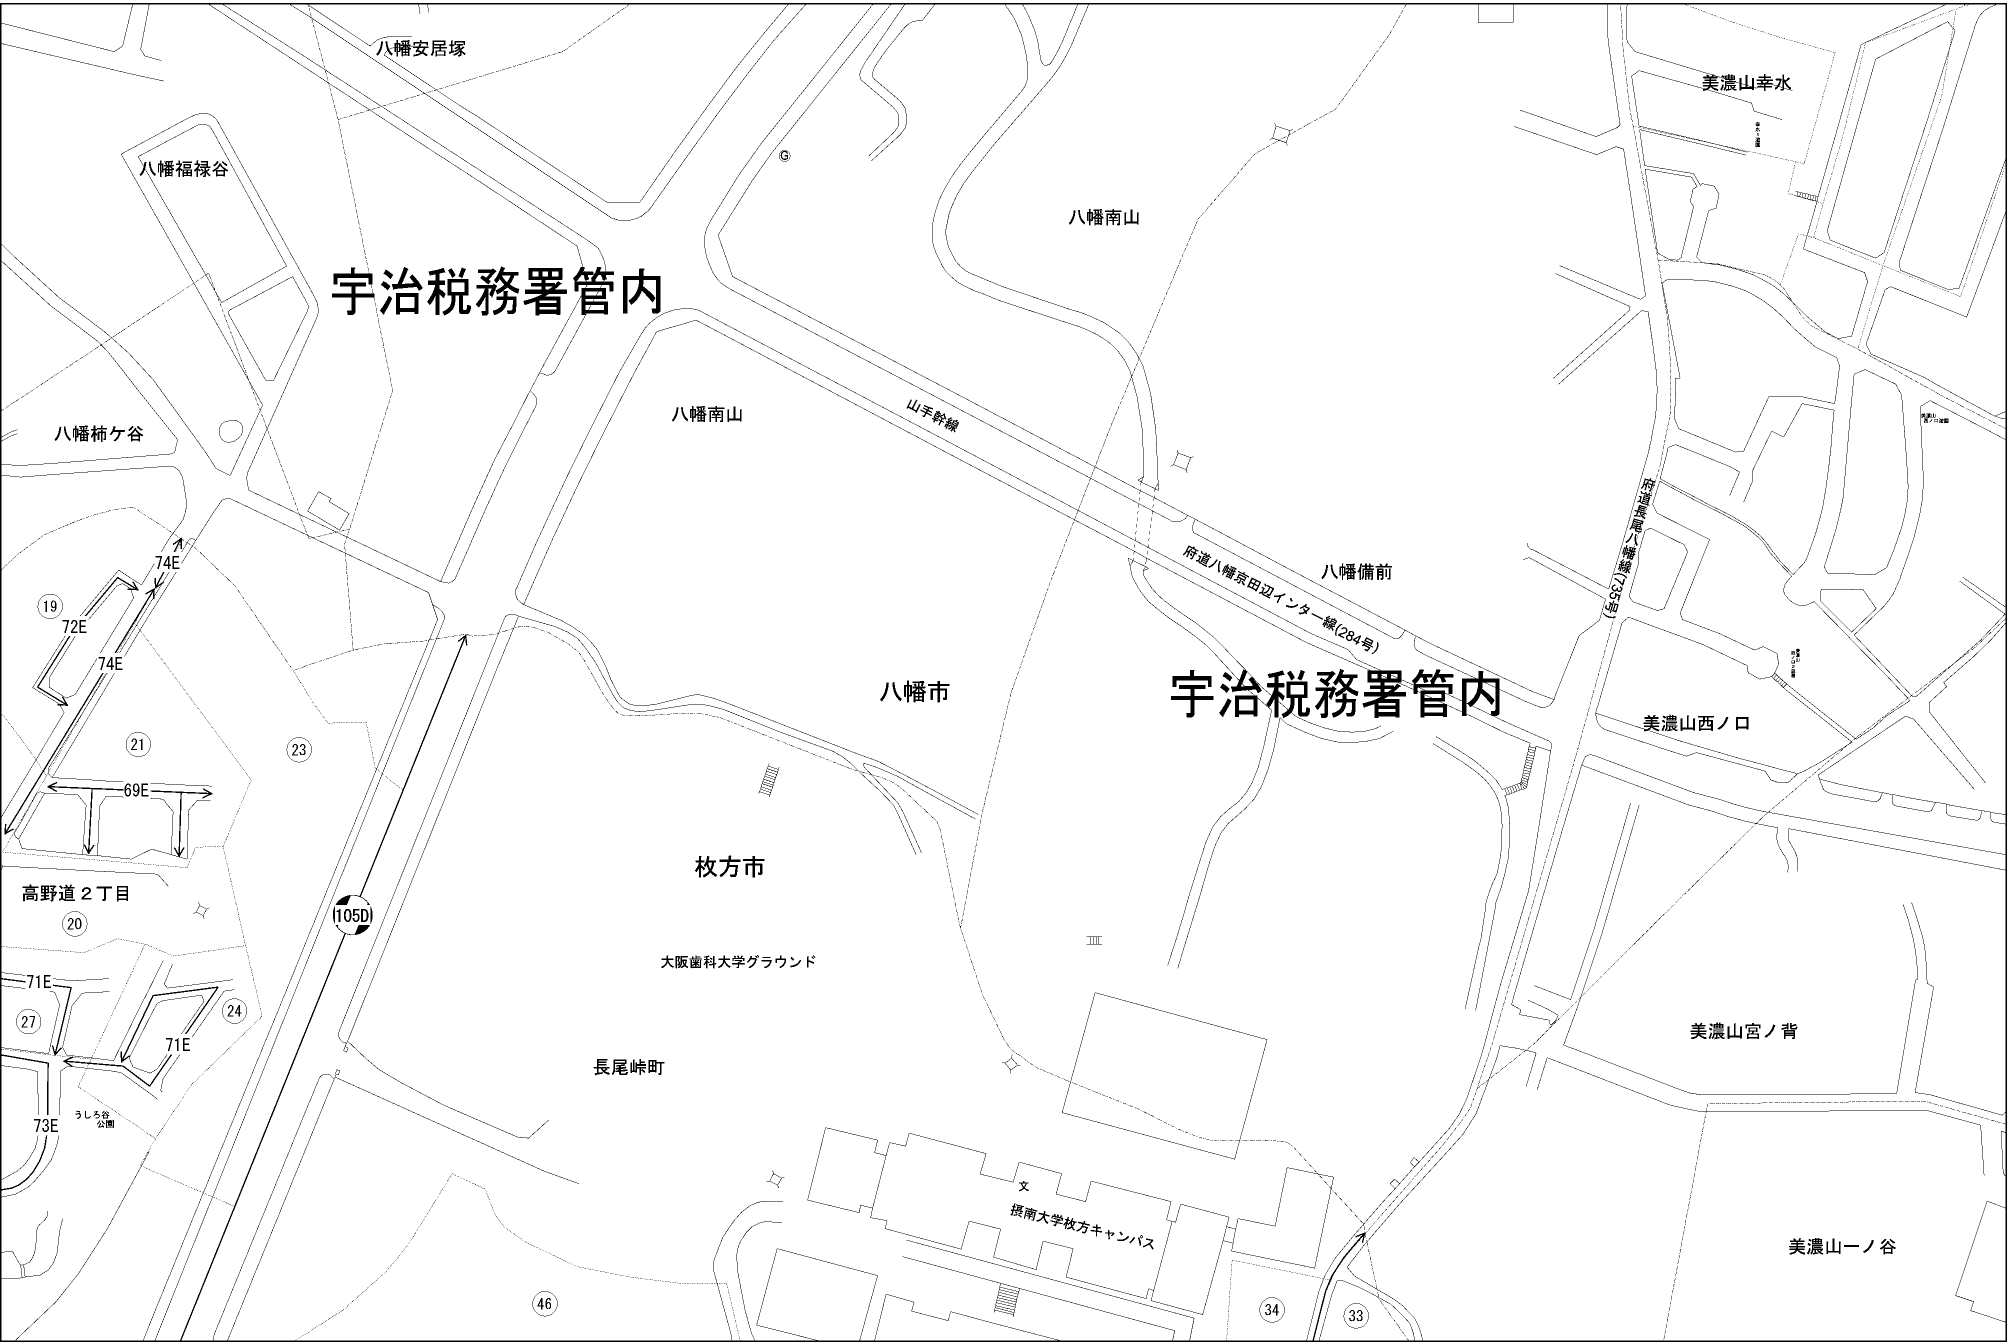 八幡安居塚
美濃山幸水
八幡福禄谷
G
八幡南山
宇治税務署管内
八幡南山
山手幹線
八幡柿ケ谷
府道長尾八幡線(735号)
府道八幡京田辺インター線(284号)
八幡備前
74E
19
72E
74E
八幡市
宇治税務署管内
美濃山西ノ口
21
23
69E
枚方市
高野道２丁目
20
105D
大阪歯科大学グラウンド
71E
27
24
71E
美濃山宮ノ背
長尾峠町
うしろ谷
公園
73E
文
摂南大学枚方キャンパス
美濃山一ノ谷
46
34
33